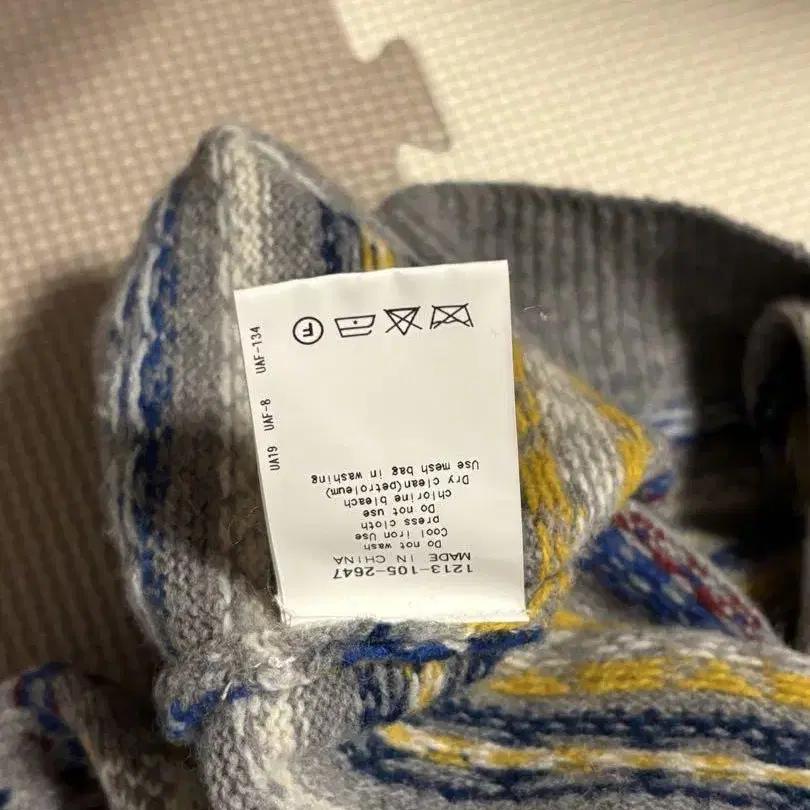 1213-105-2647
MADE IN CHINA
Do not wash
Cool iron Use
press cloth
Do not use
chlorine bleach
Dry clean(petroleum)
Use mesh bag in washing
F
UA19 UAF-8 UAF-134